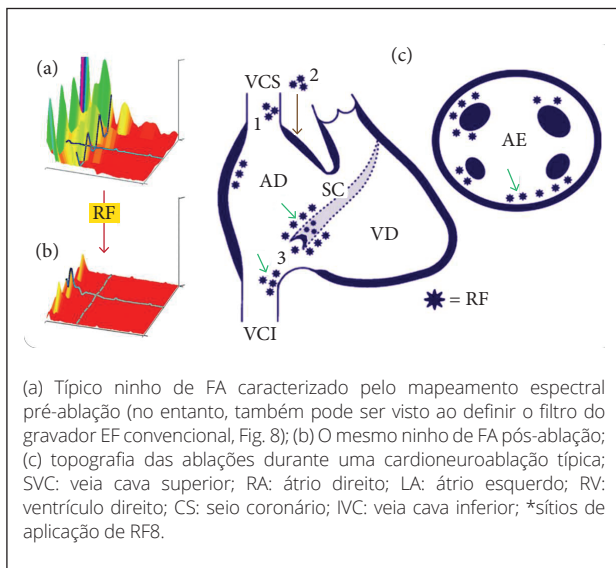 (a)
RF
(b)
VCS
2
(c)
1
AD
SC
3
VD
VCI
AE
= RF
(a) Típico ninho de FA caracterizado pelo mapeamento espectral
pré-ablação (no entanto, também pode ser visto ao definir o filtro do
gravador EF convencional, Fig. 8); (b) O mesmo ninho de FA pós-ablação;
(c) topografia das ablações durante uma cardioneuroablação típica;
SVC: veia cava superior; RA: átrio direito; LA: átrio esquerdo; RV:
ventrículo direito; CS: seio coronário; IVC: veia cava inferior; *sítios de
aplicação de RF8.